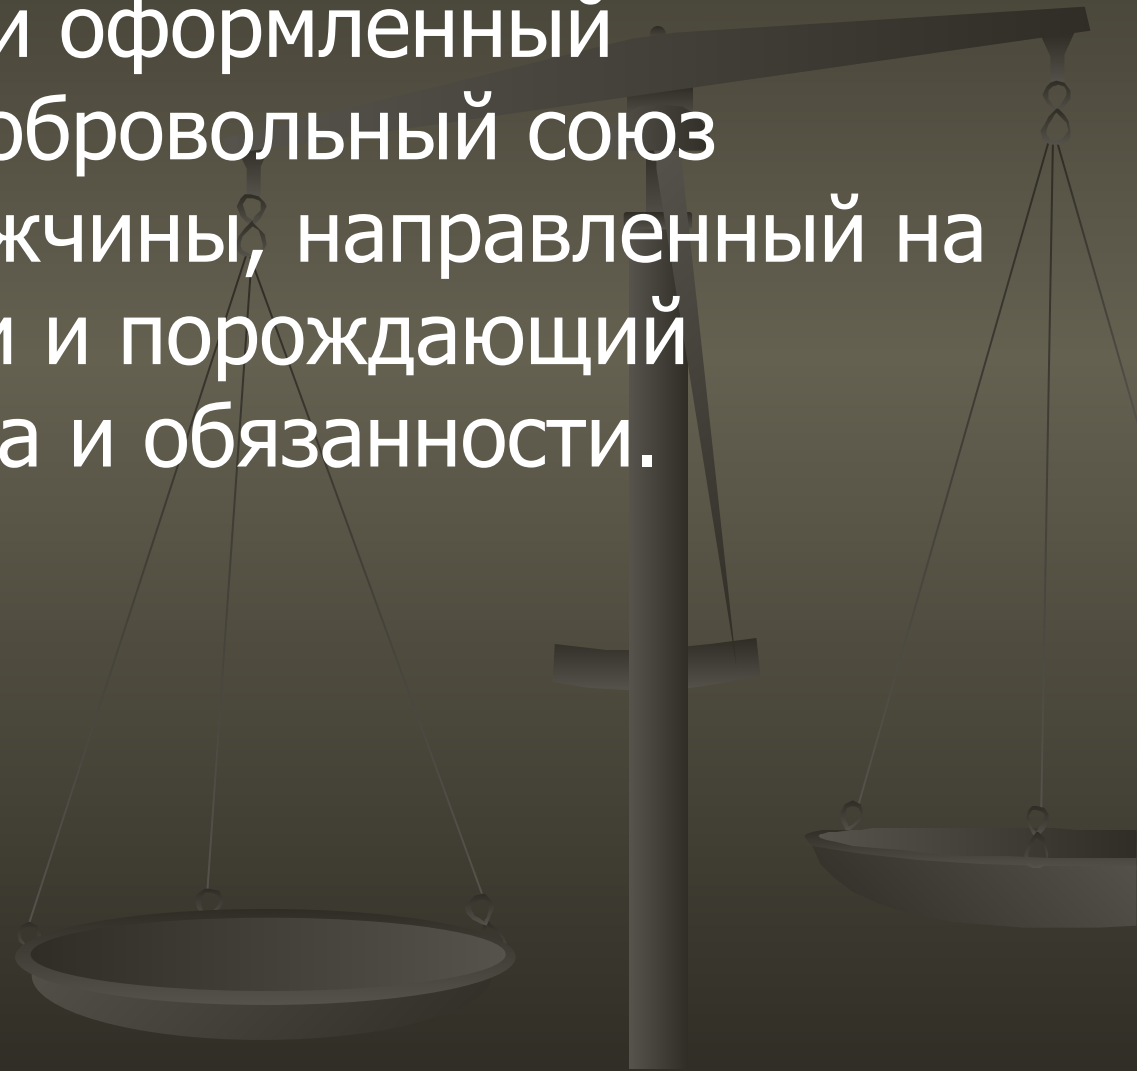 и оформленный
обровольный союз
жчины, направленный на
и и порождающий
а и обязанности.